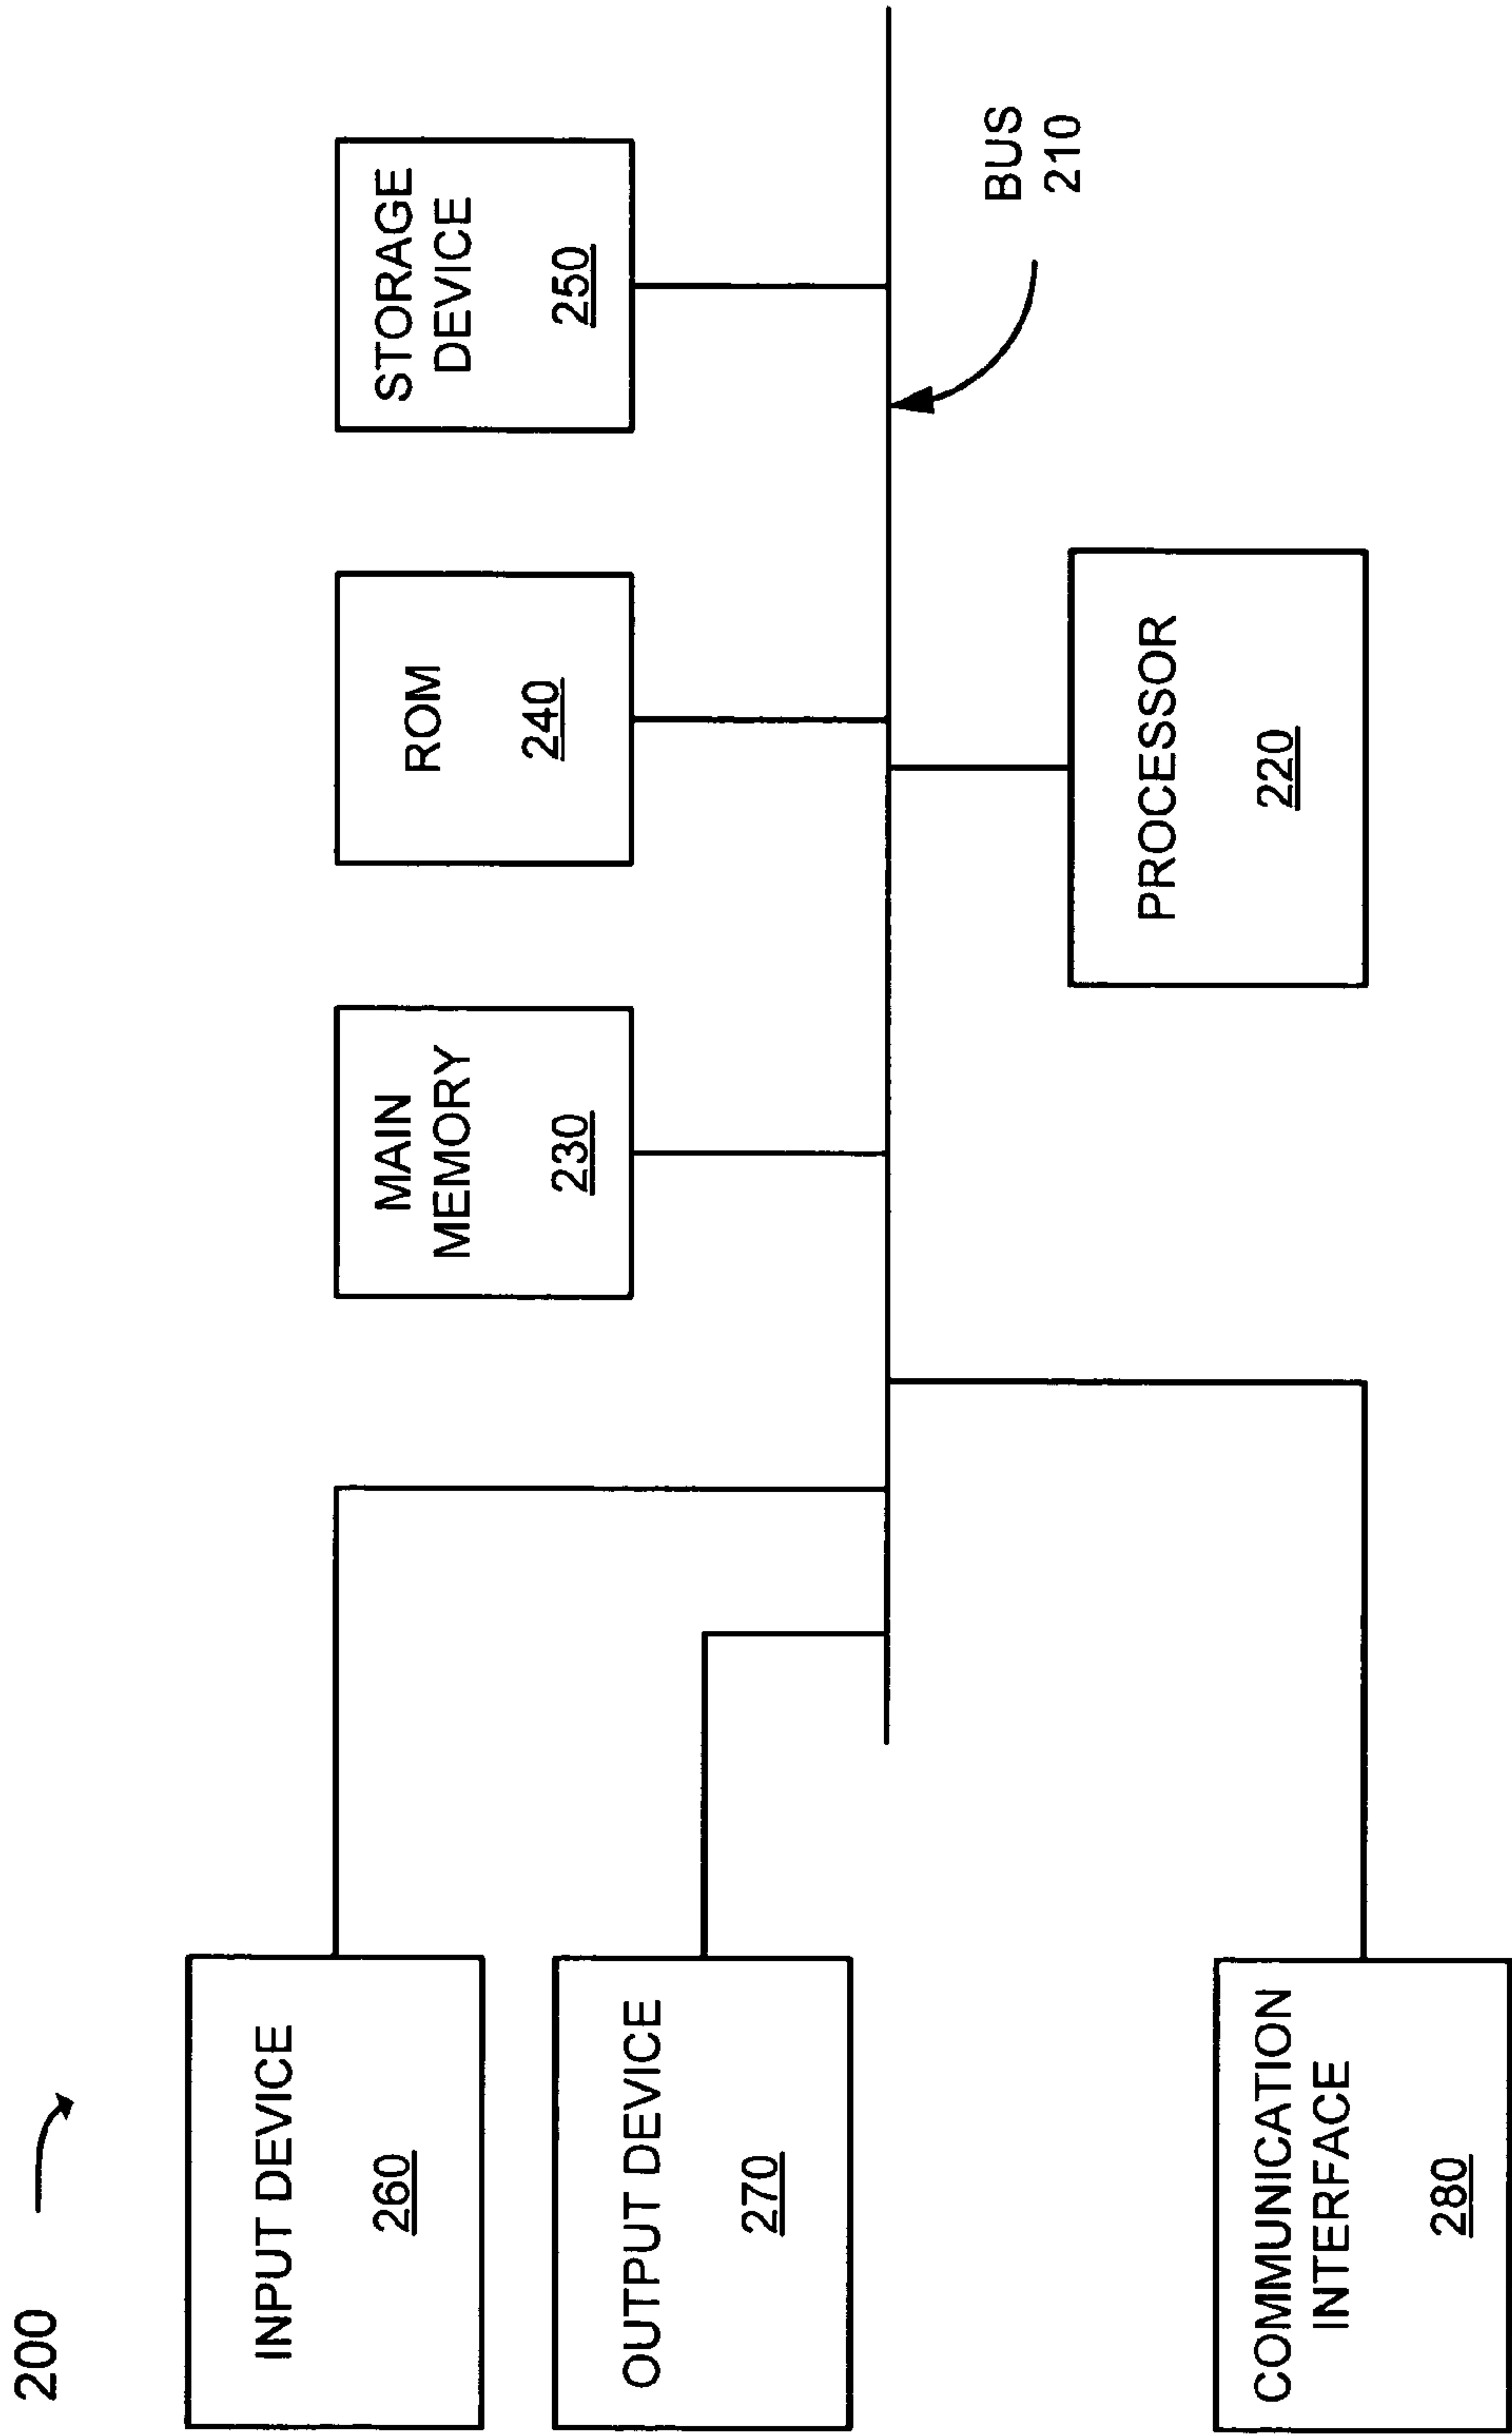 200
INPUT DEVICE
260
MAIN
MEMORY
230
ROM
240
STORAGE
DEVICE
250
OUTPUT DEVICE
270
BUS
210
PROCESSOR
220
COMMUNICATION
INTERFACE
280